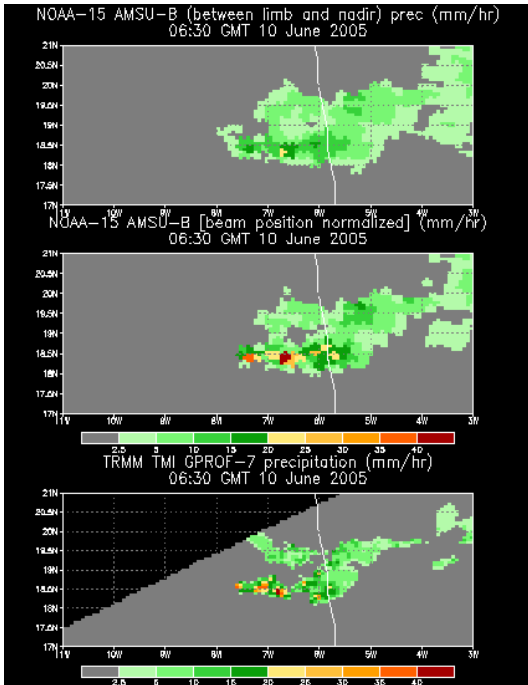 NOAA-15 AMSU-B (between limb and nadir) prec (mm/hr)
06:30 GMT 10 June 2005
21N
20.5N
20N
19.5N
19N
18.5N
18N
17.5N
17N
11W 10W 9W 8W 7W 6W 5W 4W 3W
NOAA-15 AMSU-B [beam position normalized] (mm/hr)
06:30 GMT 10 June 2005
21N
20.5N
20N
19.5N
19N
18.5N
18N
17.5N
17N
11W 10W 9W 8W 7W 6W 5W 4W 3W
2.5 5 10 15 20 25 30 35 40
TRMM TMI GPROF-7 precipitation (mm/hr)
06:30 GMT 10 June 2005
21N
20.5N
20N
19.5N
19N
18.5N
18N
17.5N
17N
11W 10W 9W 8W 7W 6W 5W 4W 3W
2.5 5 10 15 20 25 30 35 40